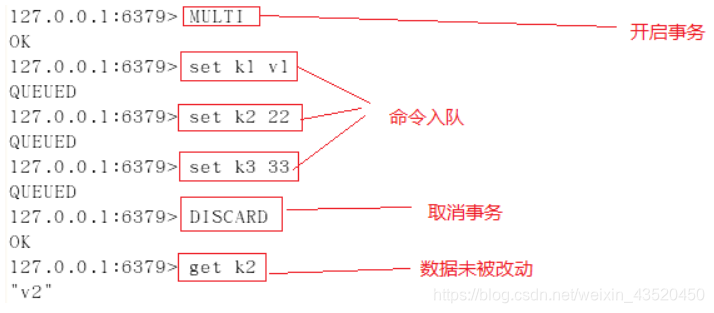 127.0.0.1:6379> MULTI
开启事务
OK
127.0.0.1:6379> set k1 v1
QUEUED
127.0.0.1:6379> set k2 22
命令入队
QUEUED
127.0.0.1:6379> set k3 33
QUEUED
127.0.0.1:6379> DISCARD
取消事务
OK
127.0.0.1:6379> get k2
数据未被改动
"v2"
https://blog.csdn.net/weixin_43520450